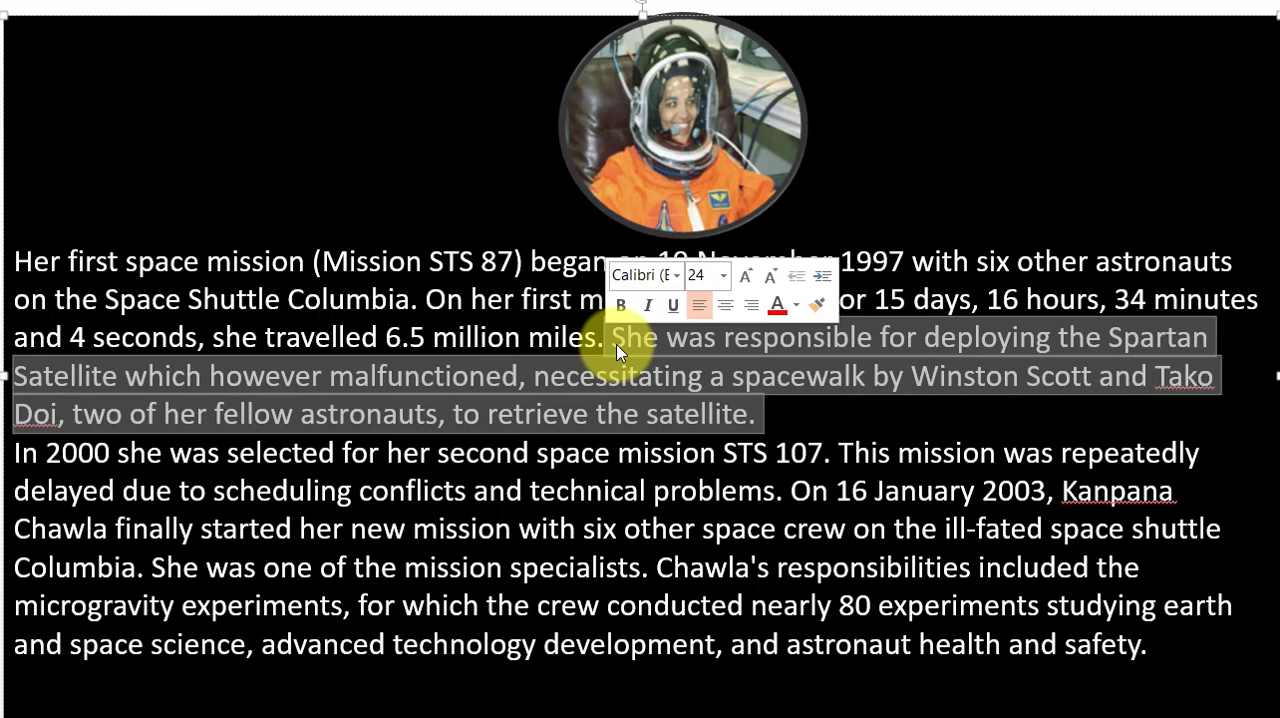 Her first space mission (Mission STS 87) began 1997 with six other astronauts
Calibri (E 24
on the Space Shuttle Columbia. On her first or 15 days, 16 hours, 34 minutes
B I U A
and 4 seconds, she travelled 6.5 million miles. She was responsible for deploying the Spartan
Satellite which however malfunctioned, necessitating a spacewalk by Winston Scott and Tako
Doi, two of her fellow astronauts, to retrieve the satellite.
In 2000 she was selected for her second space mission STS 107. This mission was repeatedly
delayed due to scheduling conflicts and technical problems. On 16 January 2003, Kanpana
Chawla finally started her new mission with six other space crew on the ill-fated space shuttle
Columbia. She was one of the mission specialists. Chawla's responsibilities included the
microgravity experiments, for which the crew conducted nearly 80 experiments studying earth
and space science, advanced technology development, and astronaut health and safety.